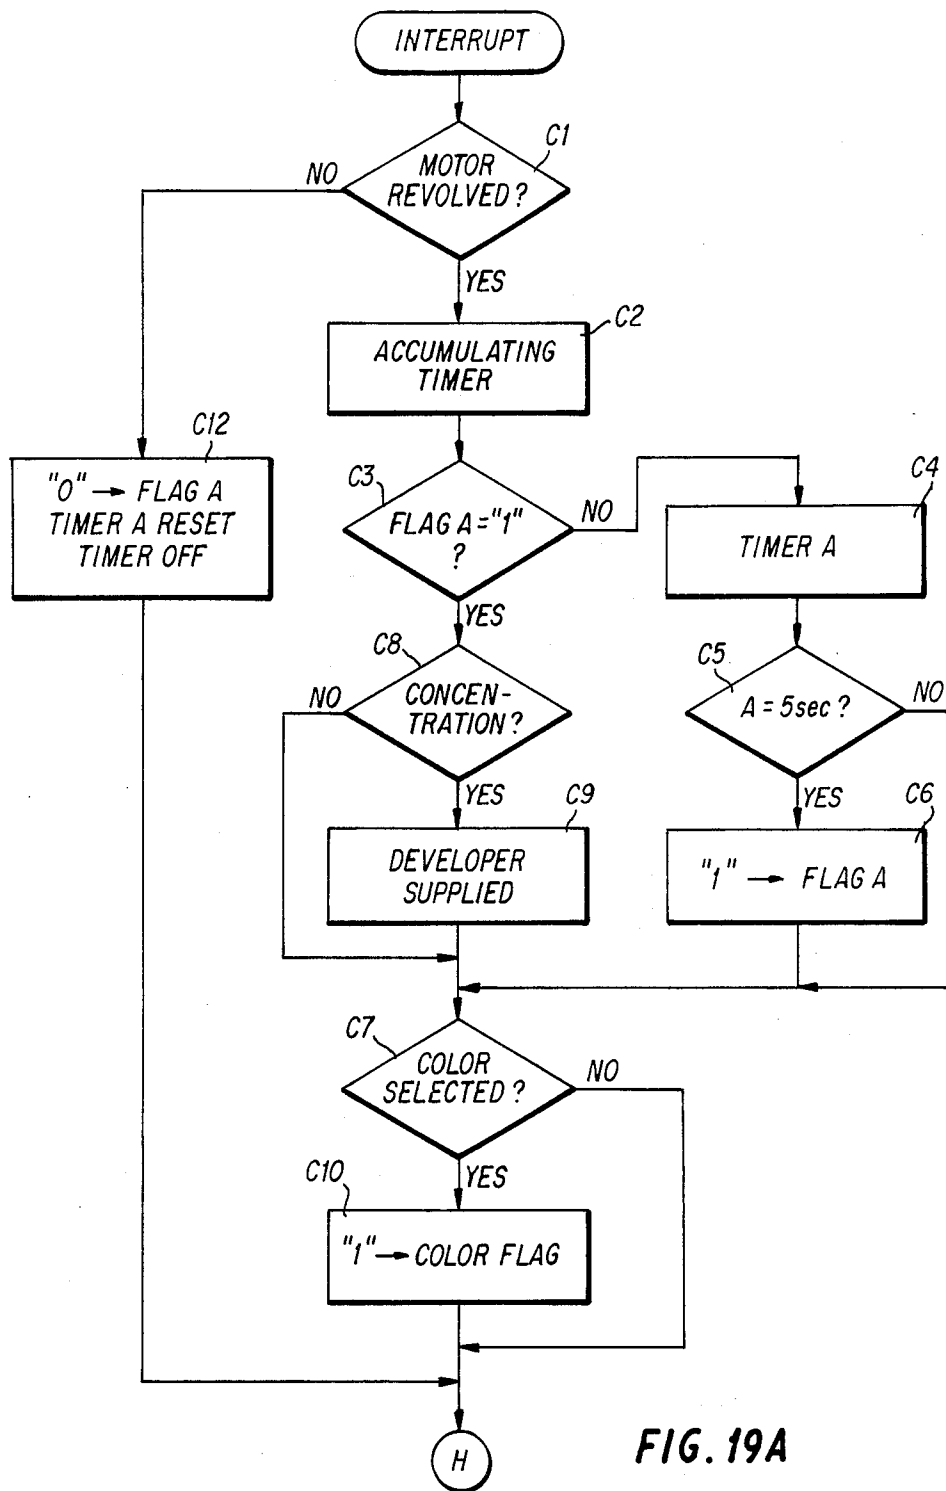 INTERRUPT
C1
MOTOR
REVOLVED?
NO
YES
C2
ACCUMULATING
TIMER
C12
"O" → FLAG A
TIMER A RESET
TIMER OFF
C3
FLAG A = "1"
?
NO
YES
C4
TIMER A
C5
A = 5sec ?
NO
YES
C6
"1" → FLAG A
C8
CONCEN-
TRATION?
NO
YES
C9
DEVELOPER
SUPPLIED
C7
COLOR
SELECTED?
NO
YES
C10
"1" → COLOR FLAG
H
FIG. 19A